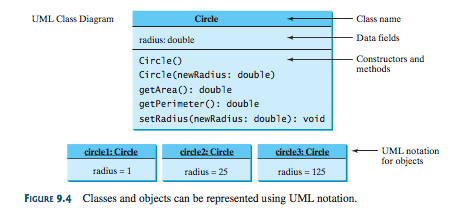 UML Class Diagram
Circle
Class name
radius: double
Data fields
Circle()
Constructors and
methods
Circle(newRadius: double)
getArea(): double
getPerimeter(): double
setRadius(newRadius: double): void
circle1: Circle
circle2: Circle
circle3: Circle
UML notation
for objects
radius = 1
radius = 25
radius = 125
FIGURE 9.4 Classes and objects can be represented using UML notation.